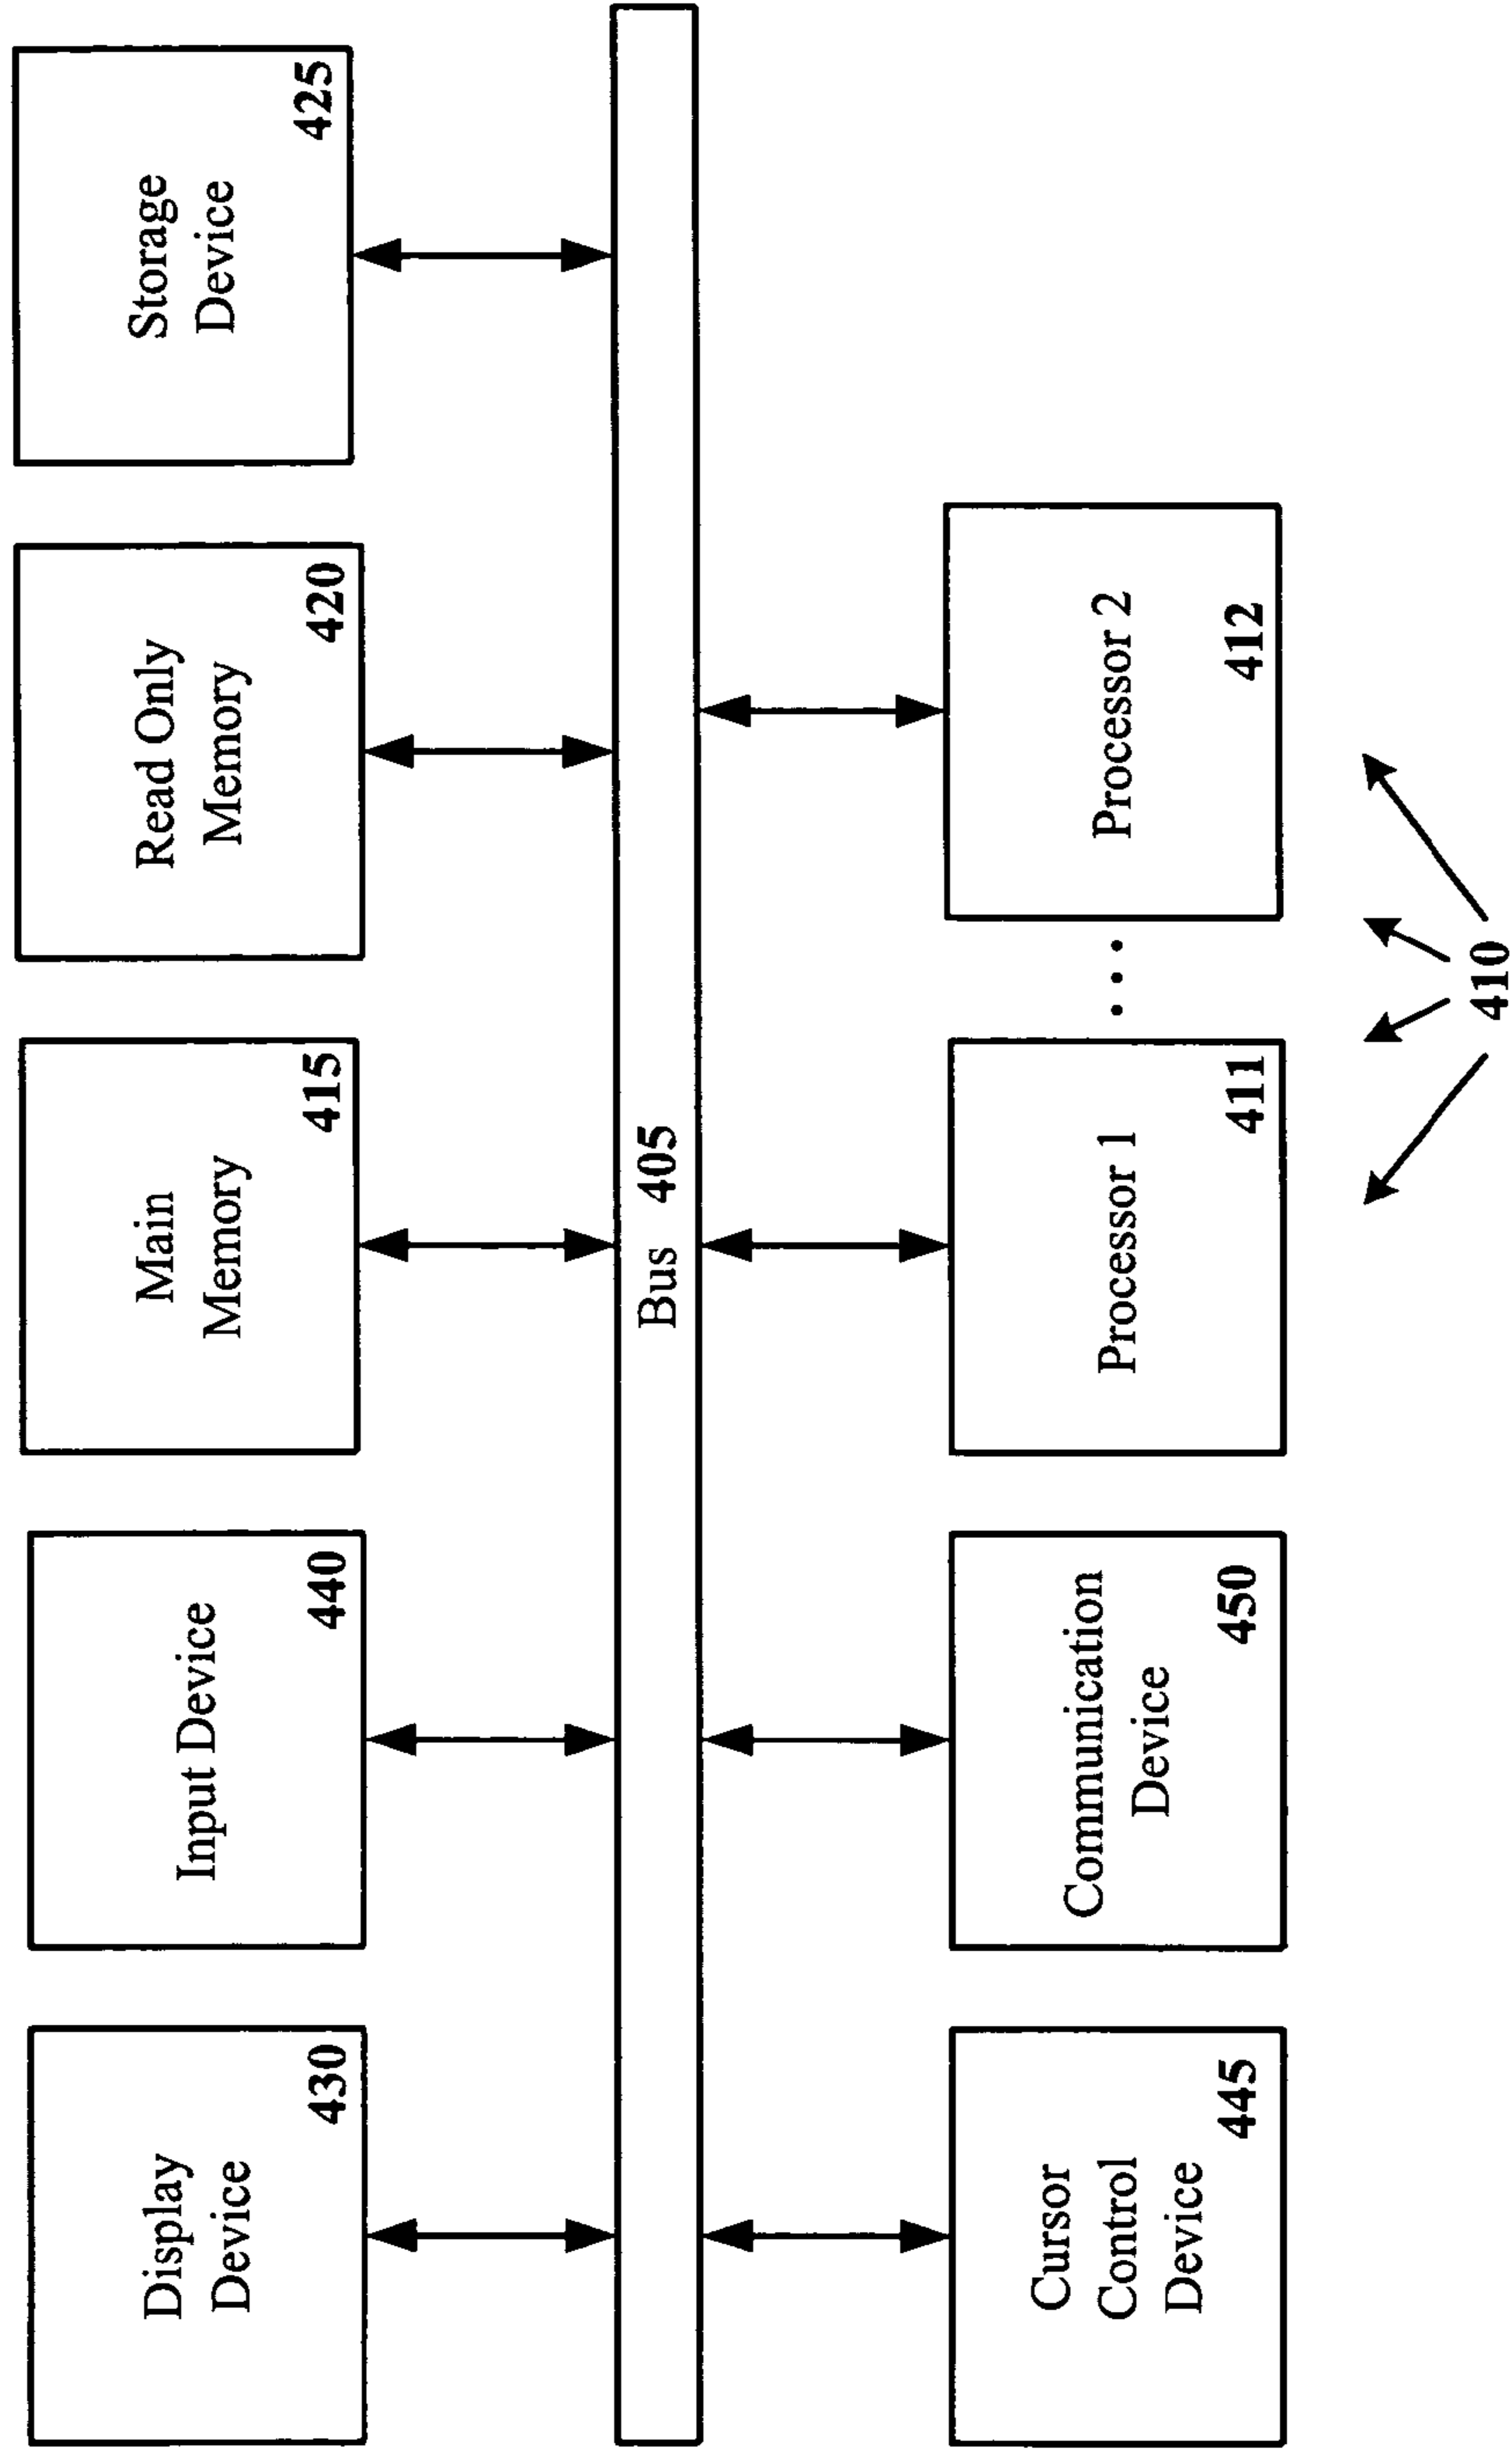 Display
Device
430
Input Device
440
Main
Memory
415
Read Only
Memory
420
Storage
Device
425
Bus 405
Cursor
Control
Device
445
Communication
Device
450
Processor 1
411
...
Processor 2
412
410